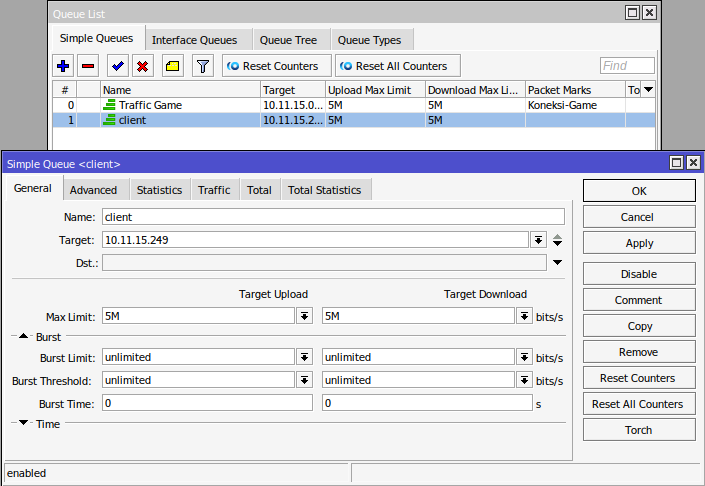 Queue List
Simple Queues Interface Queues Queue Tree Queue Types
Reset Counters Reset All Counters Find
# Name Target Upload Max Limit Download Max Li... Packet Marks To
0 Traffic Game 10.11.15.0... 5M 5M Koneksi-Game
1 client 10.11.15.2... 5M 5M
Simple Queue <client>
General Advanced Statistics Traffic Total Total Statistics
Name: client
Target: 10.11.15.249
Dst.:
Target Upload Target Download
Max Limit: 5M 5M bits/s
Burst
Burst Limit: unlimited unlimited bits/s
Burst Threshold: unlimited unlimited bits/s
Burst Time: 0 0 s
Time
OK
Cancel
Apply
Disable
Comment
Copy
Remove
Reset Counters
Reset All Counters
Torch
enabled